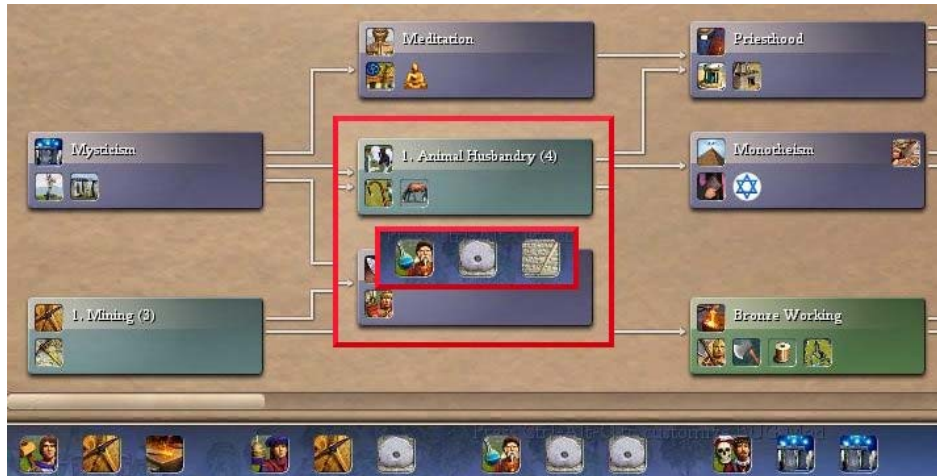 Meditation
Priesthood
Mysticism
1. Animal Husbandry (4)
Monotheism
1. Mining (3)
Bronze Working